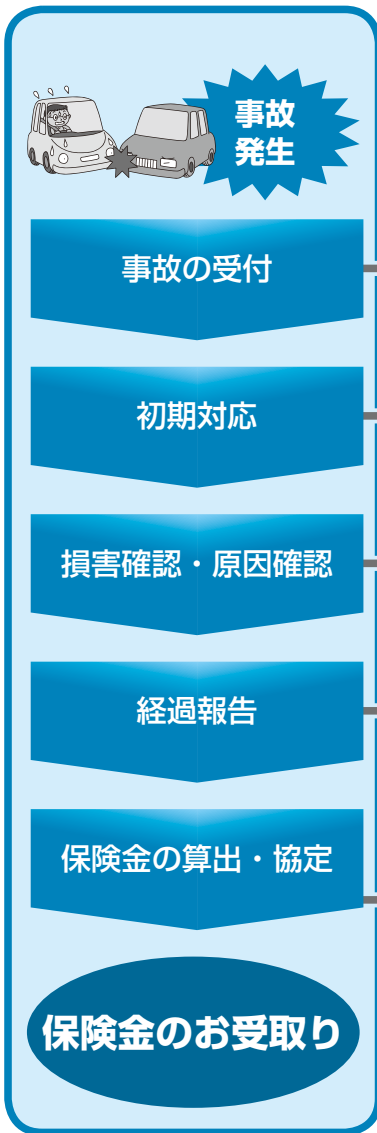 事故
発生
事故の受付
初期対応
損害確認・原因確認
経過報告
保険金の算出・協定
保険金のお受取り